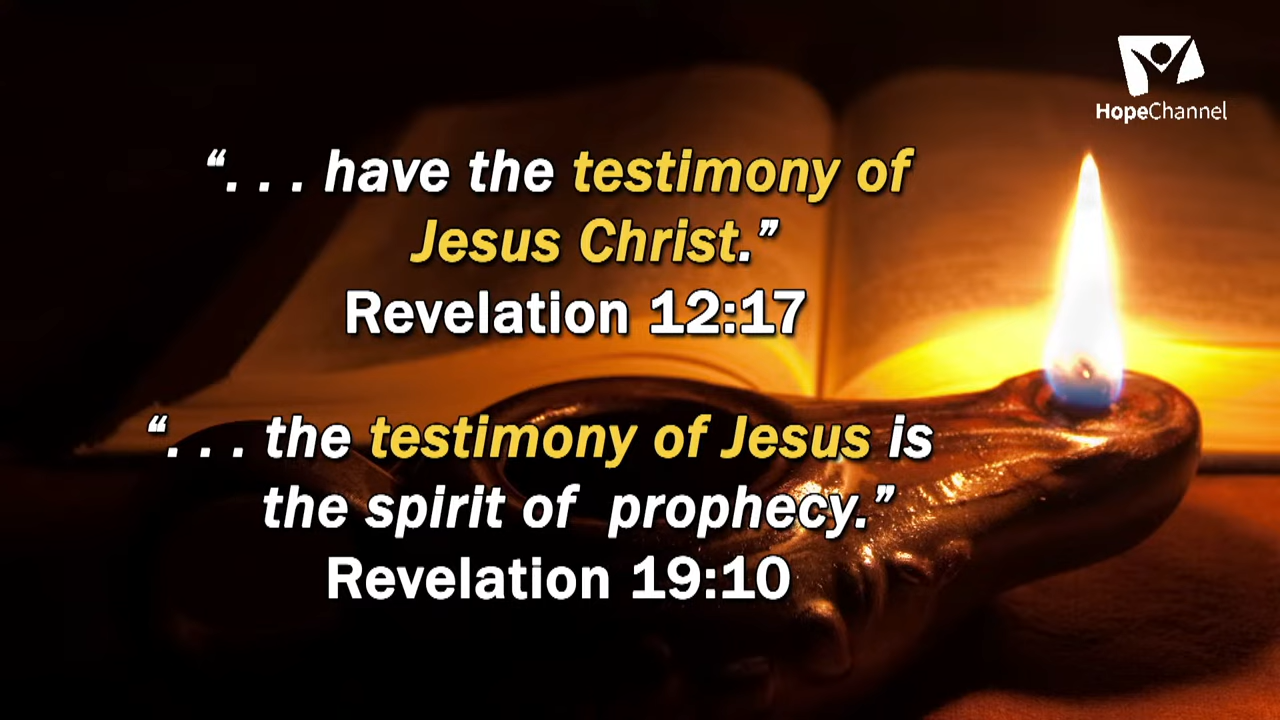 HopeChannel
“. . . have the testimony of
Jesus Christ.”
Revelation 12:17
“. . . the testimony of Jesus is
the spirit of prophecy.”
Revelation 19:10